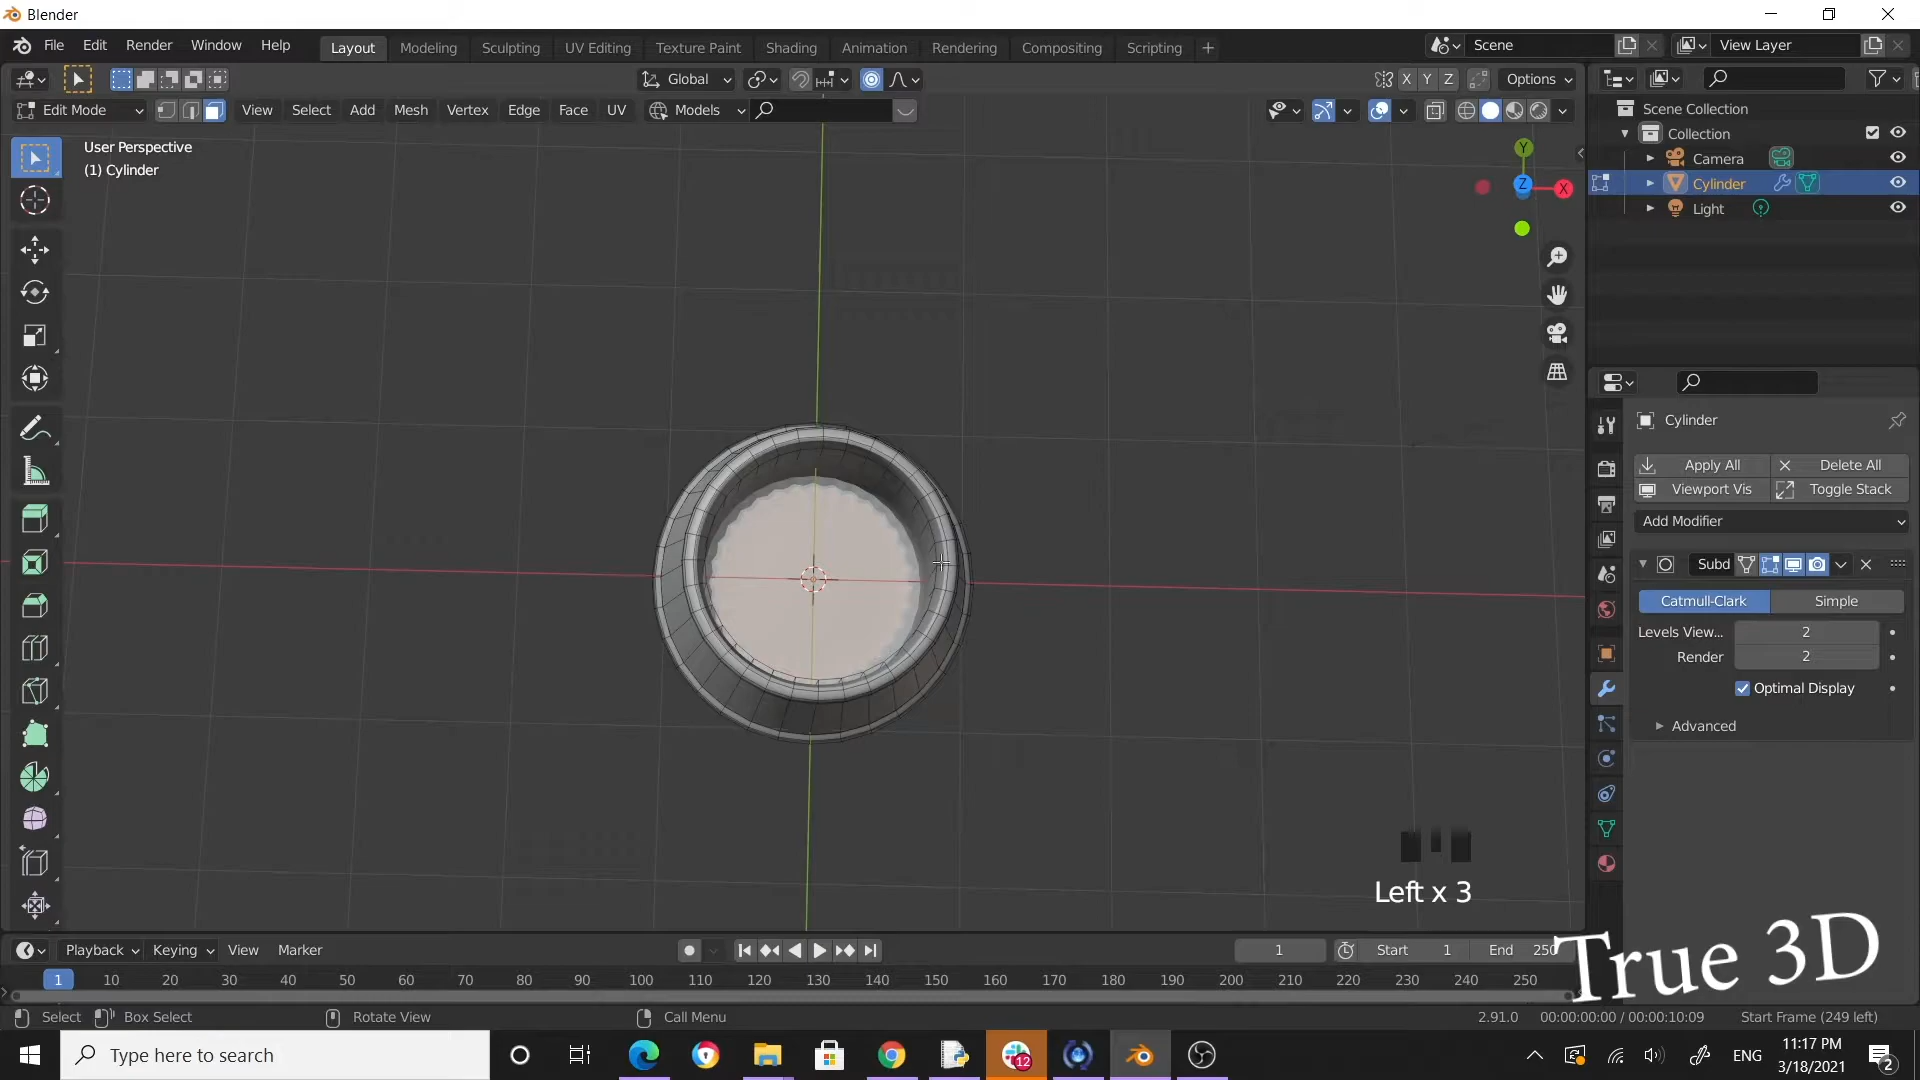 Blender
File Edit Render Window Help Layout Modeling Sculpting UV Editing Texture Paint Shading Animation Rendering Compositing Scripting + Scene View Layer
Global X Y Z Options
Edit Mode View Select Add Mesh Vertex Edge Face UV Models
Scene Collection
Collection
Camera
Cylinder
Light
User Perspective
(1) Cylinder
Y
Z
X
Cylinder
Apply All Delete All
Viewport Vis Toggle Stack
Add Modifier
Subd
Catmull-Clark Simple
Levels View... 2
Render 2
Optimal Display
Advanced
Left x 3
True 3D
Playback Keying View Marker 1 Start 1 End 250
1 10 20 30 40 50 60 70 80 90 100 110 120 130 140 150 160 170 180 190 200 210 220 230 240 250
Select Box Select Rotate View Call Menu 2.91.0 00:00:00:00 / 00:00:10:09 Start Frame (249 left)
Type here to search
12
ENG
11:17 PM
3/18/2021
2